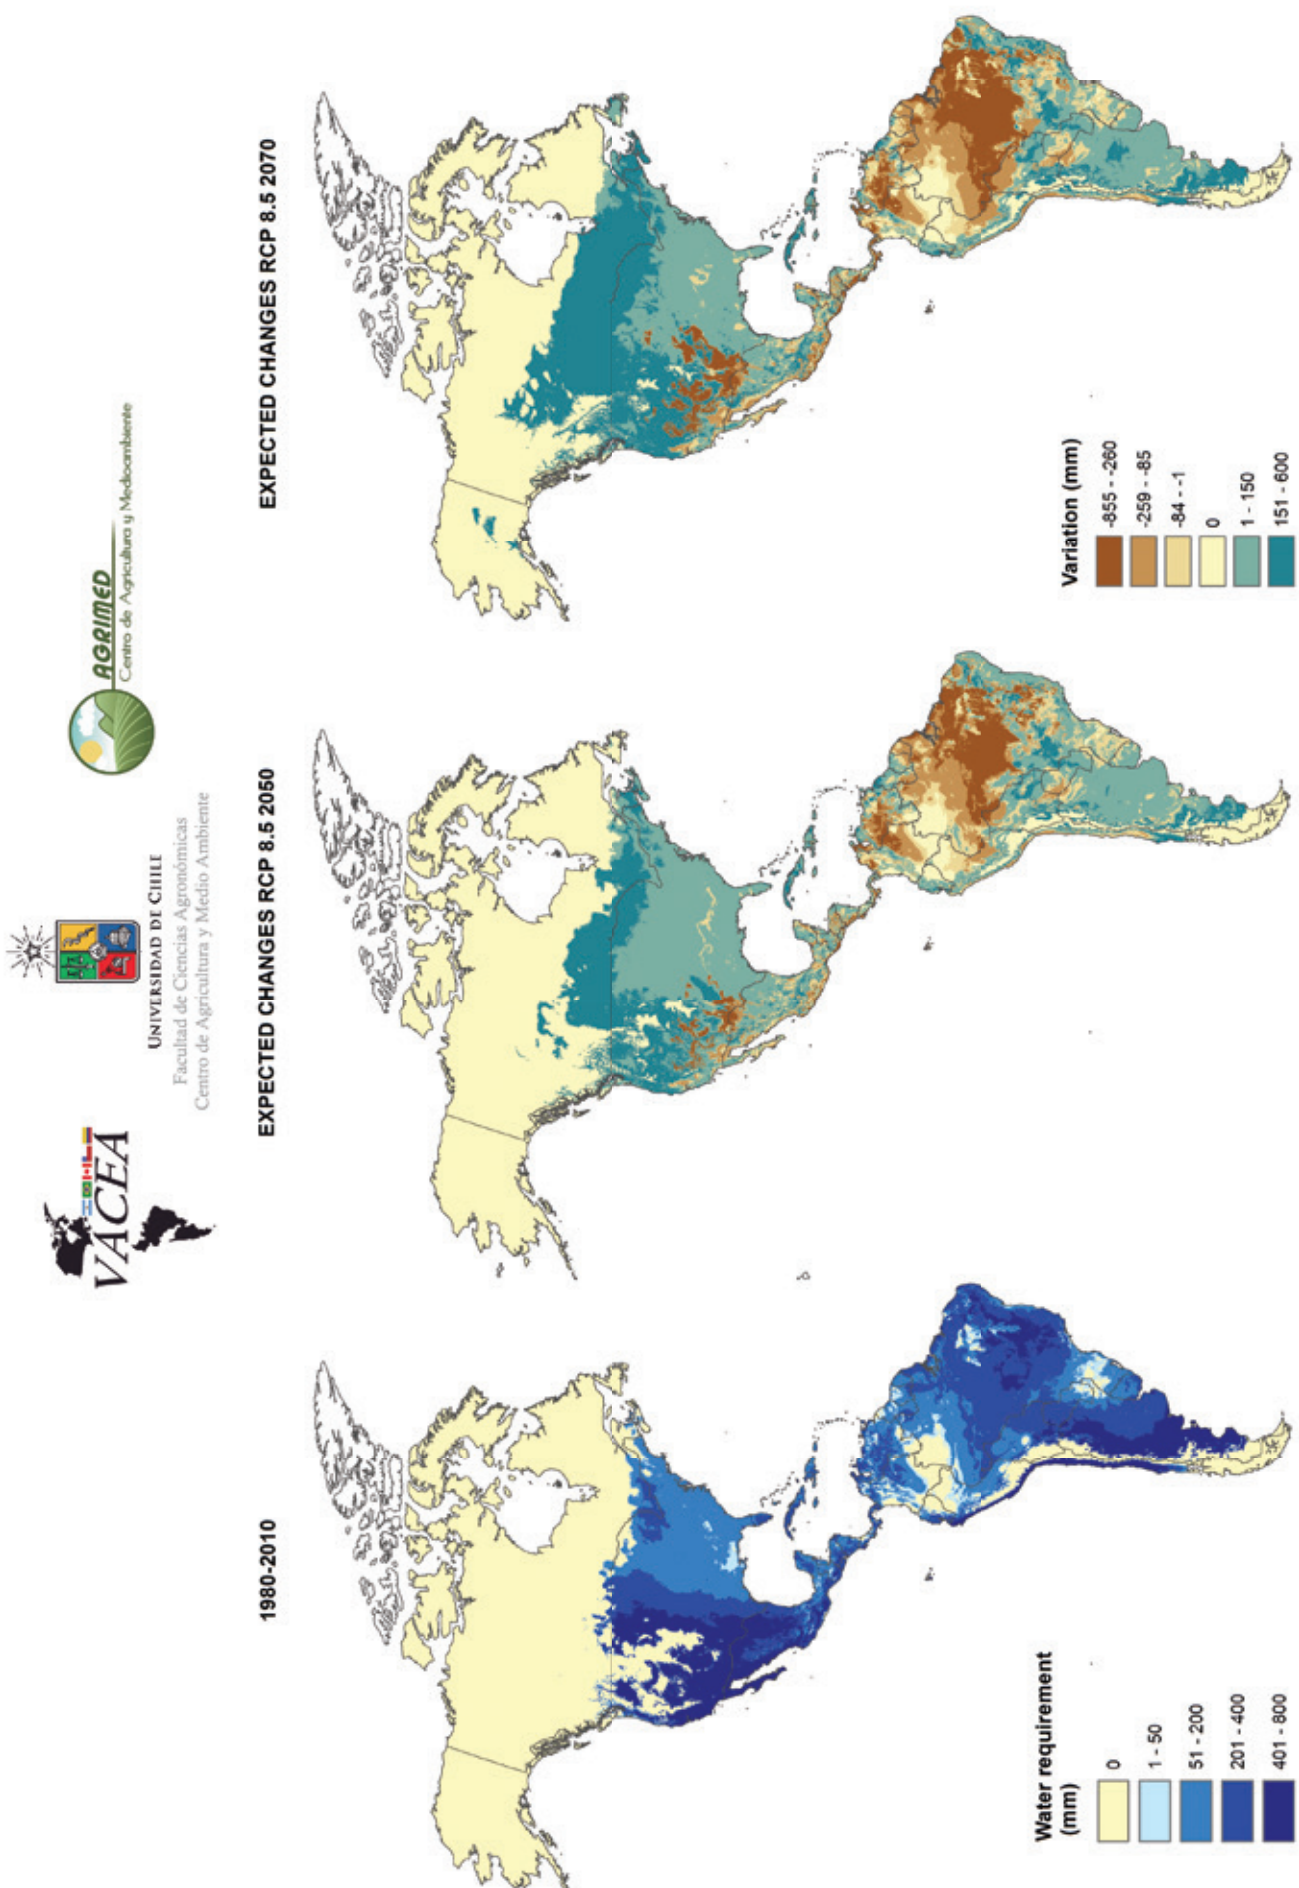 VACEA
UNIVERSIDAD DE CHILE
Facultad de Ciencias Agronómicas
Centro de Agricultura y Medio Ambiente
AGRIMED
Centro de Agricultura y Medioambiente
1980-2010
EXPECTED CHANGES RCP 8.5 2050
EXPECTED CHANGES RCP 8.5 2070
Water requirement
(mm)
0
1 - 50
51 - 200
201 - 400
401 - 800
Variation (mm)
-855 - -260
-259 - -85
-84 - -1
0
1 - 150
151 - 600